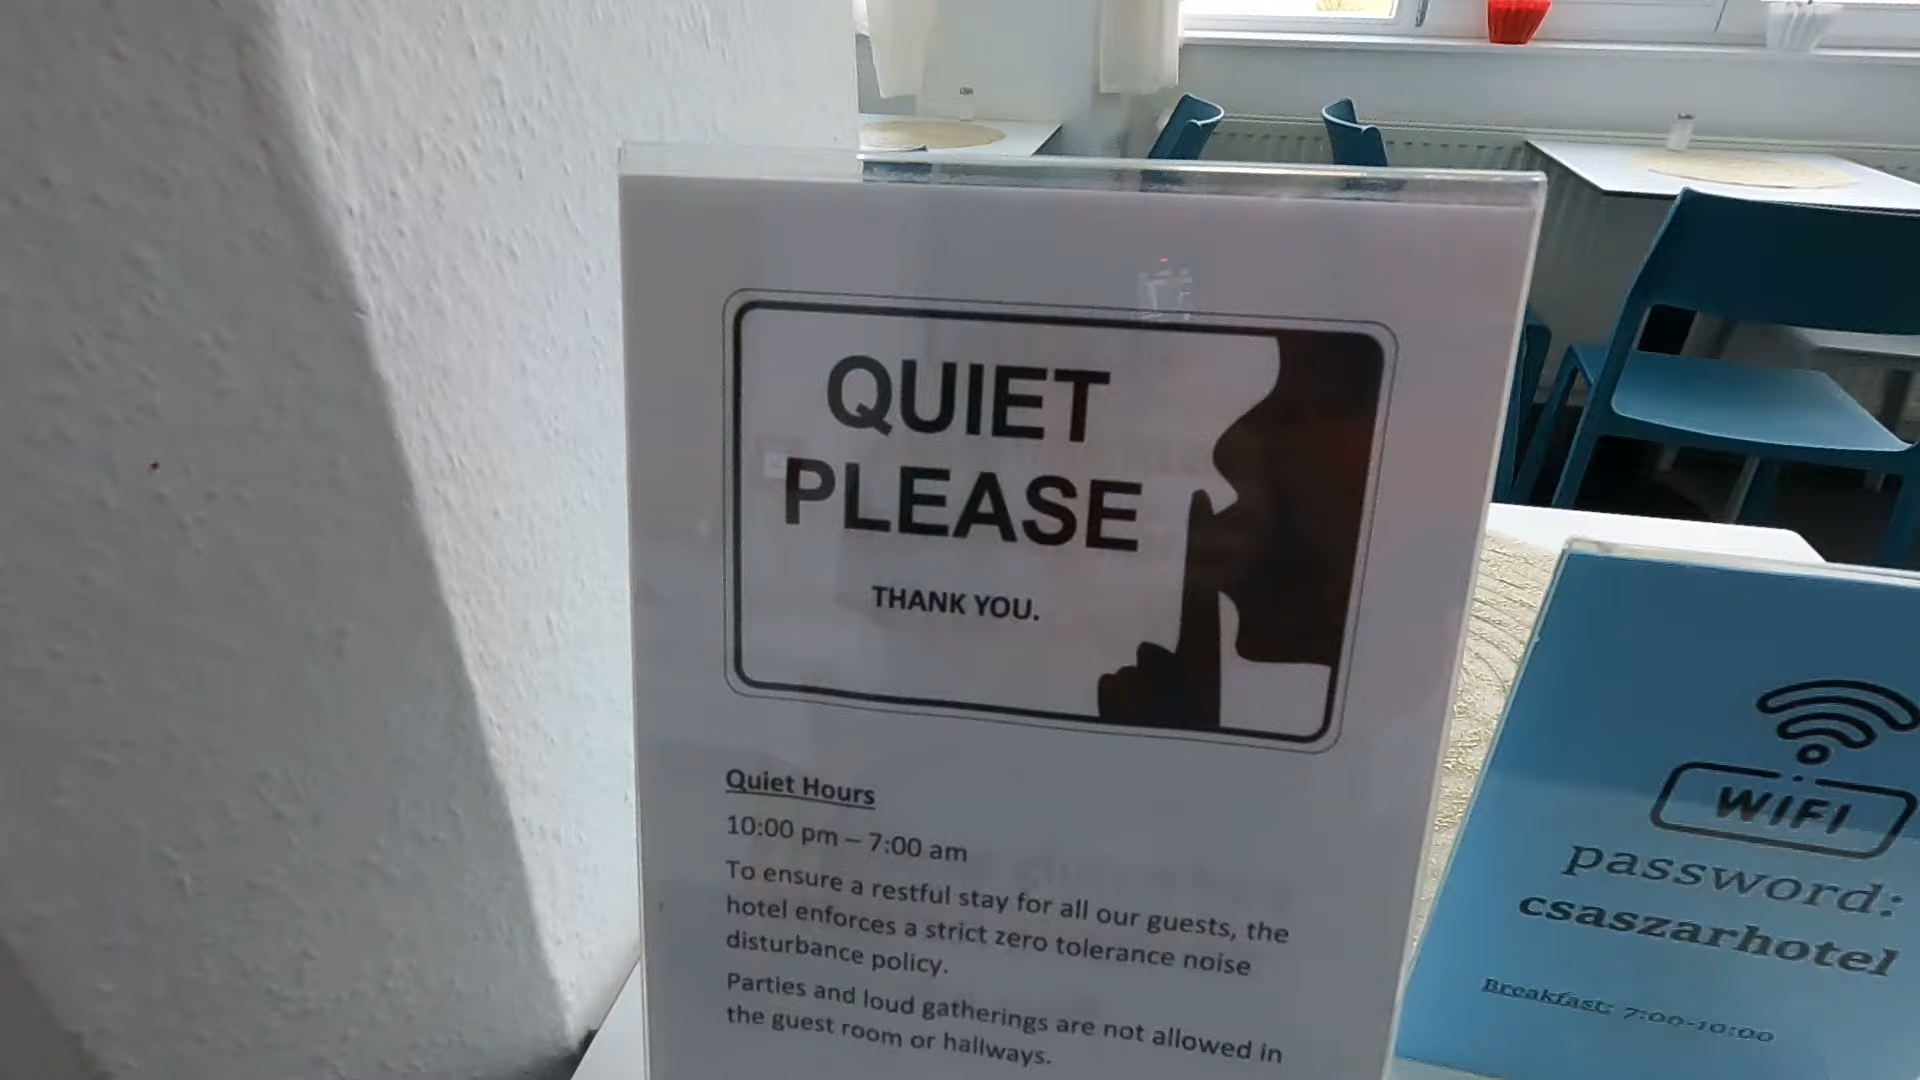 QUIET
PLEASE
THANK YOU.
Quiet Hours
10:00 pm – 7:00 am
To ensure a restful stay for all our guests, the
hotel enforces a strict zero tolerance noise
disturbance policy.
Parties and loud gatherings are not allowed in
the guest room or hallways.
WIFI
password:
csaszarhotel
Breakfast: 7:00-10:00